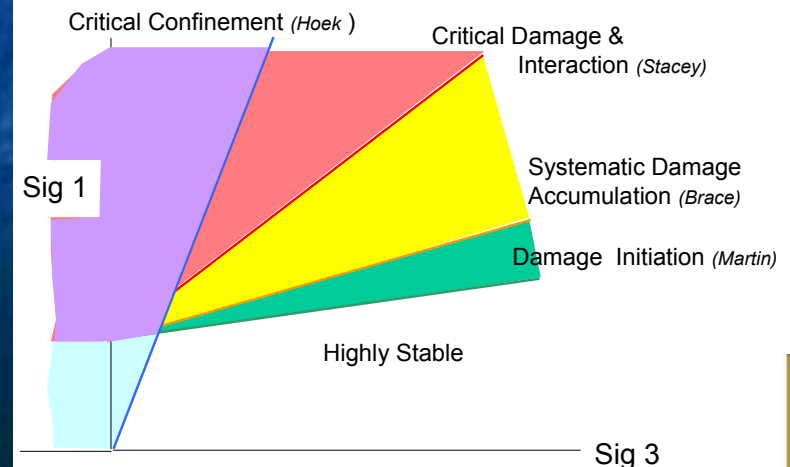 Critical Confinement (Hoek )
Critical Damage &
Interaction (Stacey)
Sig 1
Systematic Damage
Accumulation (Brace)
Damage Initiation (Martin)
Highly Stable
Sig 3